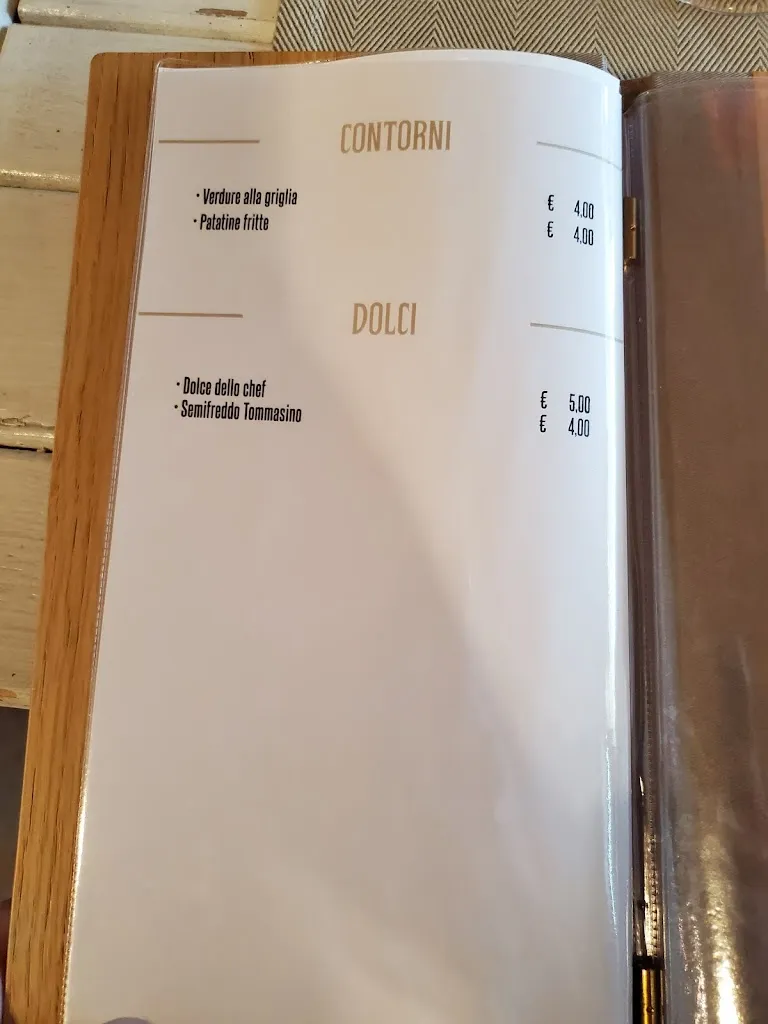 CONTORNI
· Verdure alla griglia € 4,00
· Patatine fritte € 4,00
DOLCI
· Dolce dello chef € 5,00
· Semifreddo Tommasino € 4,00